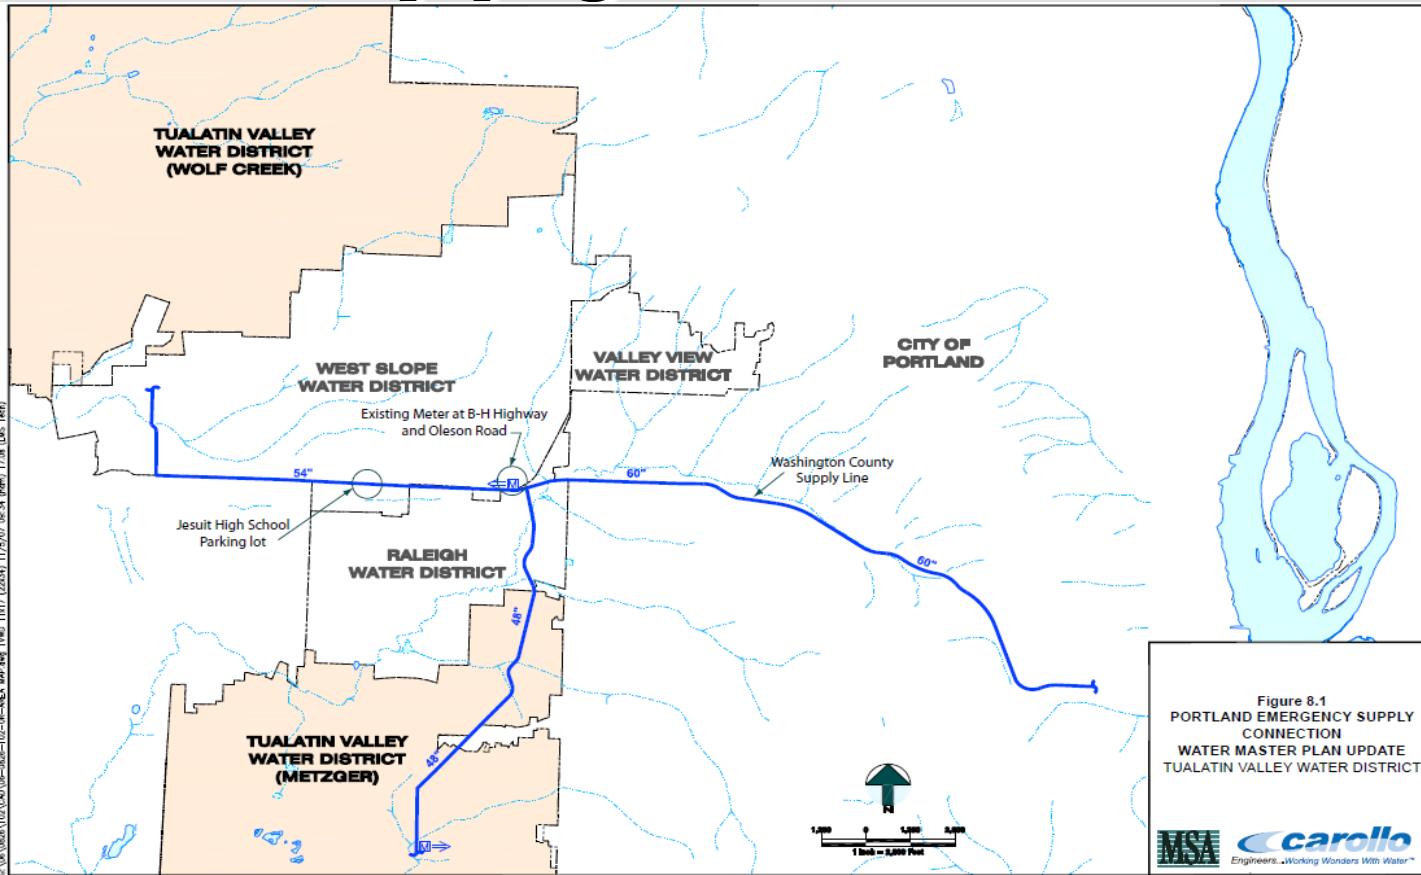 TUALATIN VALLEY
WATER DISTRICT
(WOLF CREEK)
WEST SLOPE
WATER DISTRICT
VALLEY VIEW
WATER DISTRICT
CITY OF
PORTLAND
Existing Meter at B-H Highway
and Oleson Road
54"
M
60"
Washington County
Supply Line
Jesuit High School
Parking lot
RALEIGH
WATER DISTRICT
60"
48"
TUALATIN VALLEY
WATER DISTRICT
(METZGER)
48"
M
N
0
Figure 8.1
PORTLAND EMERGENCY SUPPLY
CONNECTION
WATER MASTER PLAN UPDATE
TUALATIN VALLEY WATER DISTRICT
MSA
carollo
Engineers...Working Wonders With Water™